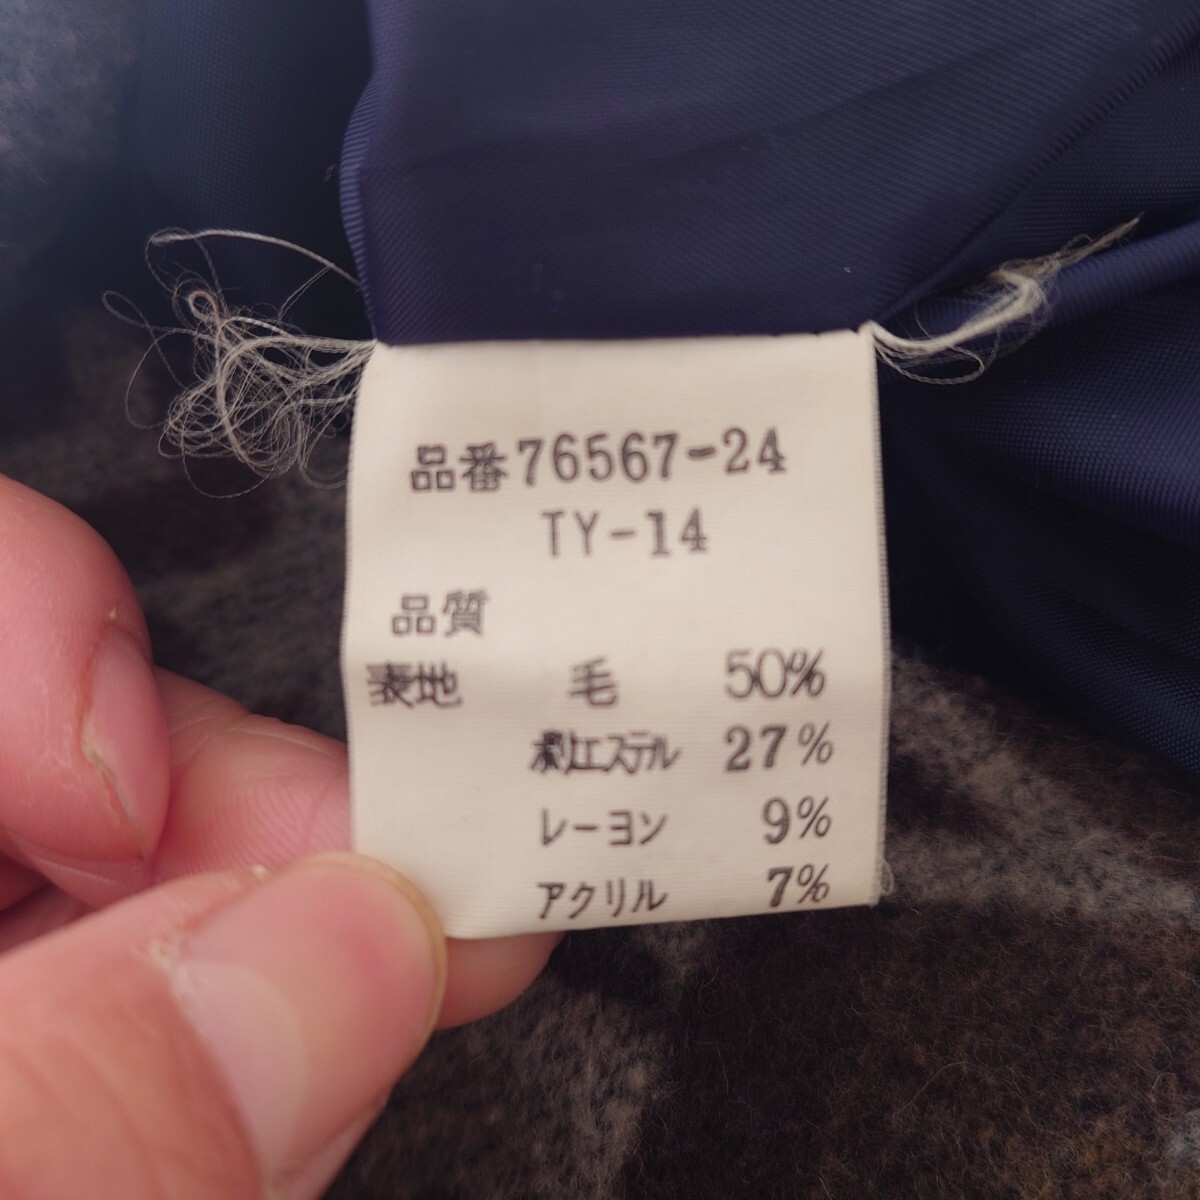 品番76567-24
TY-14
品質
表地 毛 50%
ポリエステル 27%
レーヨン 9%
アクリル 7%